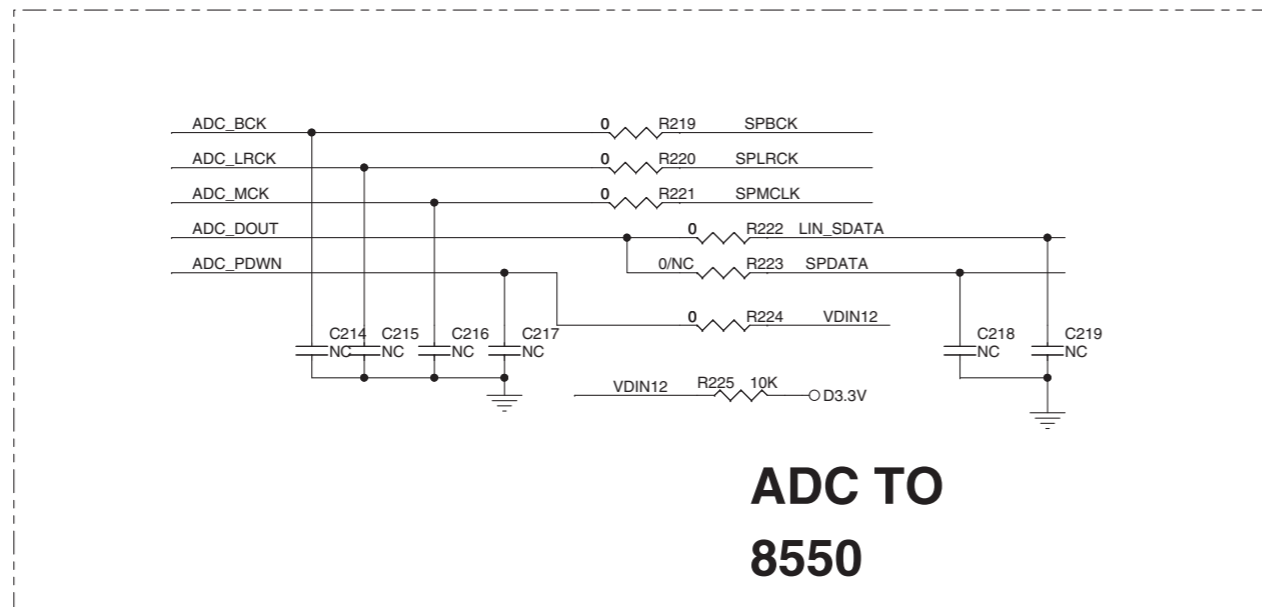 ADC_BCK 0 R219 SPBCK
ADC_LRCK 0 R220 SPLRCK
ADC_MCK 0 R221 SPMCLK
ADC_DOUT 0 R222 LIN_SDATA
ADC_PDWN 0/NC R223 SPDATA
0 R224 VDIN12
C214 C215 C216 C217 C218 C219
NC NC NC NC NC NC
VDIN12 R225 10K D3.3V
ADC TO
8550